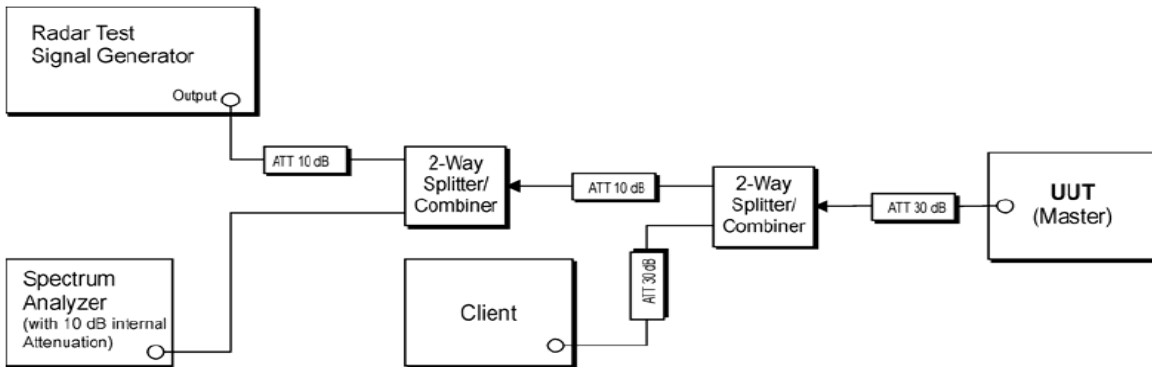 Radar Test
Signal Generator
Output
ATT 10 dB
2-Way
Splitter/
Combiner
ATT 10 dB
2-Way
Splitter/
Combiner
ATT 30 dB
UUT
(Master)
Spectrum
Analyzer
(with 10 dB internal
Attenuation)
Client
ATT 30 dB